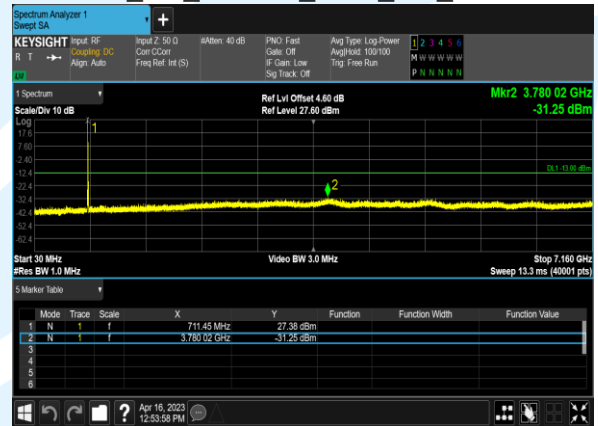 Spectrum Analyzer 1
Swept SA
+
KEYSIGHT
R T
LV
Input: RF
Coupling: DC
Align: Auto
Input Z: 50 Ω
Corr CCorr
Freq Ref: Int (S)
#Atten: 40 dB
PNO: Fast
Gate: Off
IF Gain: Low
Sig Track: Off
Avg Type: Log-Power
Avg|Hold: 100/100
Trig: Free Run
1 2 3 4 5 6
M W W W W W
P N N N N N
1 Spectrum
Scale/Div 10 dB
Ref Lvl Offset 4.60 dB
Ref Level 27.60 dBm
Mkr2 3.780 02 GHz
-31.25 dBm
Log
17.6
7.60
-2.40
-12.4
-22.4
-32.4
-42.4
-52.4
-62.4
1
2
DL1 -13.00 dBm
Start 30 MHz
#Res BW 1.0 MHz
Video BW 3.0 MHz
Stop 7.160 GHz
Sweep 13.3 ms (40001 pts)
5 Marker Table
Mode Trace Scale X Y Function Function Width Function Value
1 N 1 f 711.45 MHz 27.38 dBm
2 N 1 f 3.780 02 GHz -31.25 dBm
3
4
5
6
?
Apr 16, 2023
12:53:58 PM